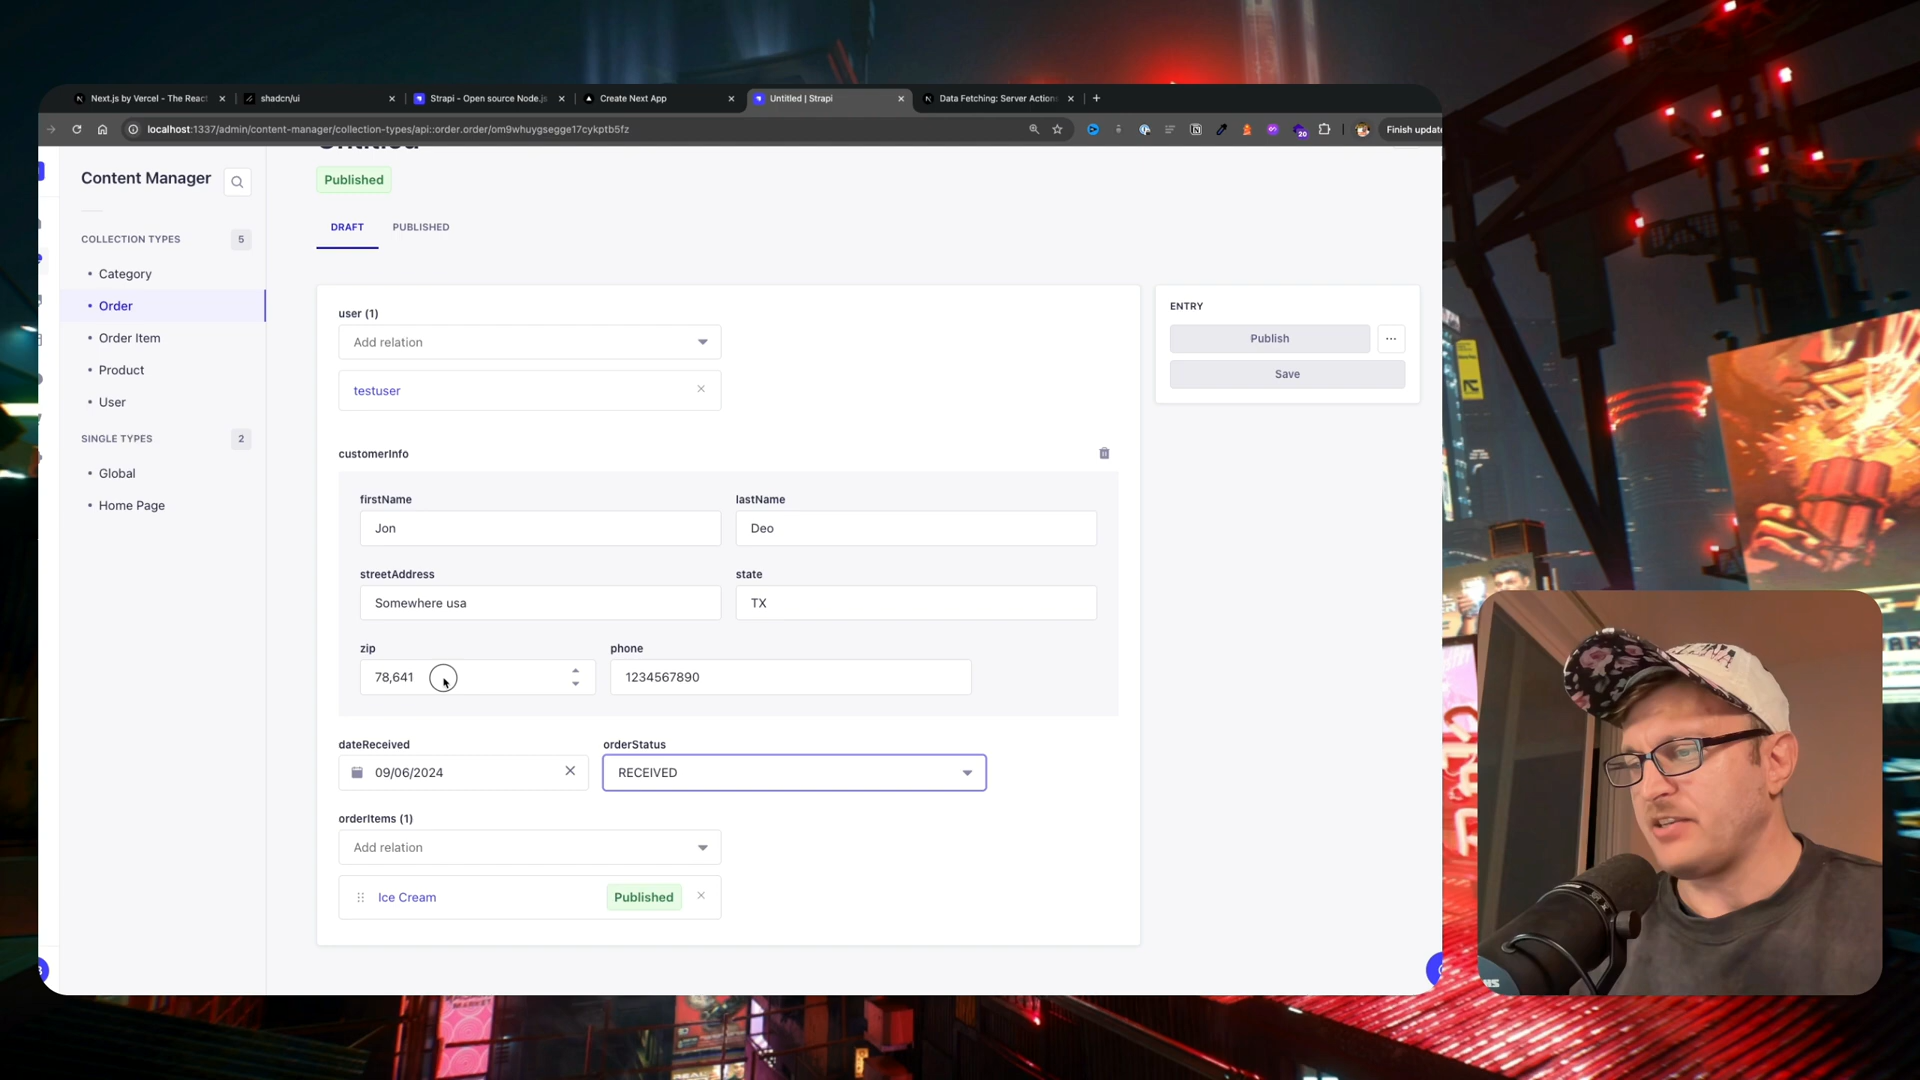 Next.js by Vercel - The React
shadcn/ui
Strapi - Open source Node.js
Create Next App
Untitled | Strapi
Data Fetching: Server Actions
localhost:1337/admin/content-manager/collection-types/api::order.order/om9whuygsegge17cykptb5fz
20
Finish update
Content Manager
Untitled
Published
DRAFT
PUBLISHED
COLLECTION TYPES
5
Category
Order
Order Item
Product
User
SINGLE TYPES
2
Global
Home Page
user (1)
Add relation
testuser
customerInfo
firstName
Jon
lastName
Deo
streetAddress
Somewhere usa
state
TX
zip
78,641
phone
1234567890
dateReceived
09/06/2024
orderStatus
RECEIVED
orderItems (1)
Add relation
Ice Cream
Published
ENTRY
Publish
Save